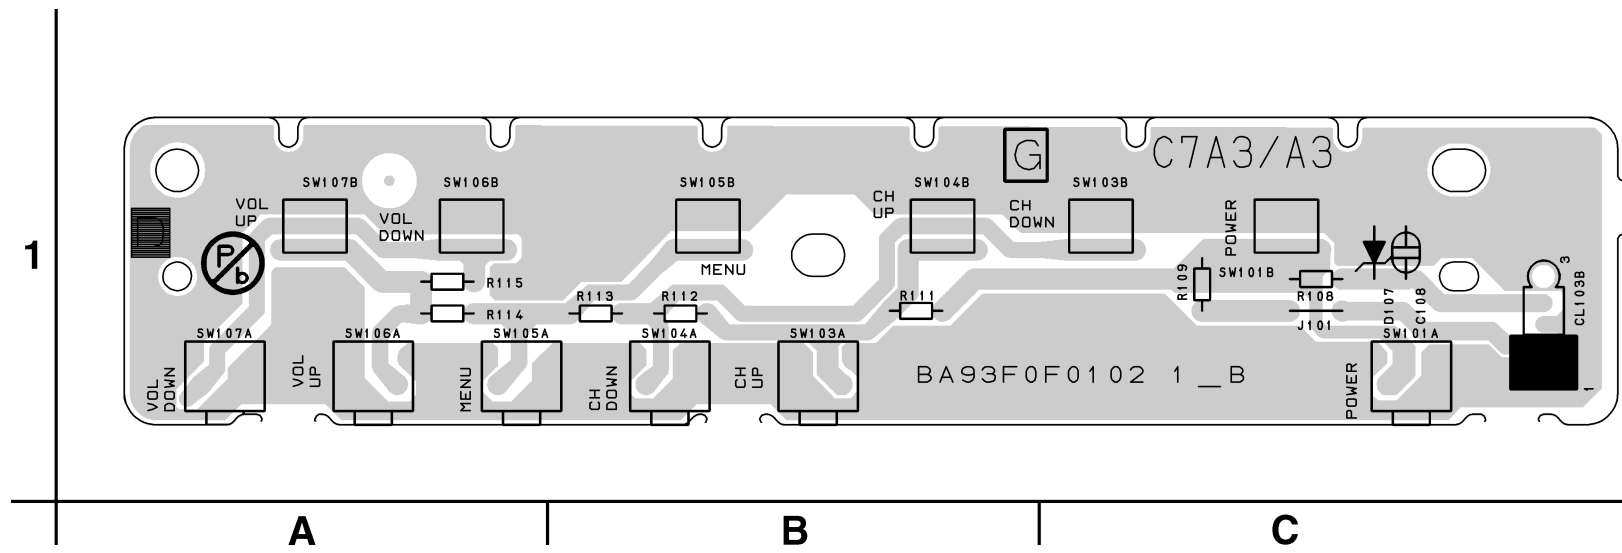 G
C7A3/A3
SW107B
SW106B
SW105B
SW104B
SW103B
VOL
UP
VOL
DOWN
CH
UP
CH
DOWN
POWER
D
Pb
MENU
SW101B
R115
R114
R113
R112
R111
R109
R108
J101
D107
C108
3
CL103B
1
SW107A
SW106A
SW105A
SW104A
SW103A
SW101A
VOL
DOWN
VOL
UP
MENU
CH
DOWN
CH
UP
BA93F0F0102 1_B
POWER
1
A
B
C